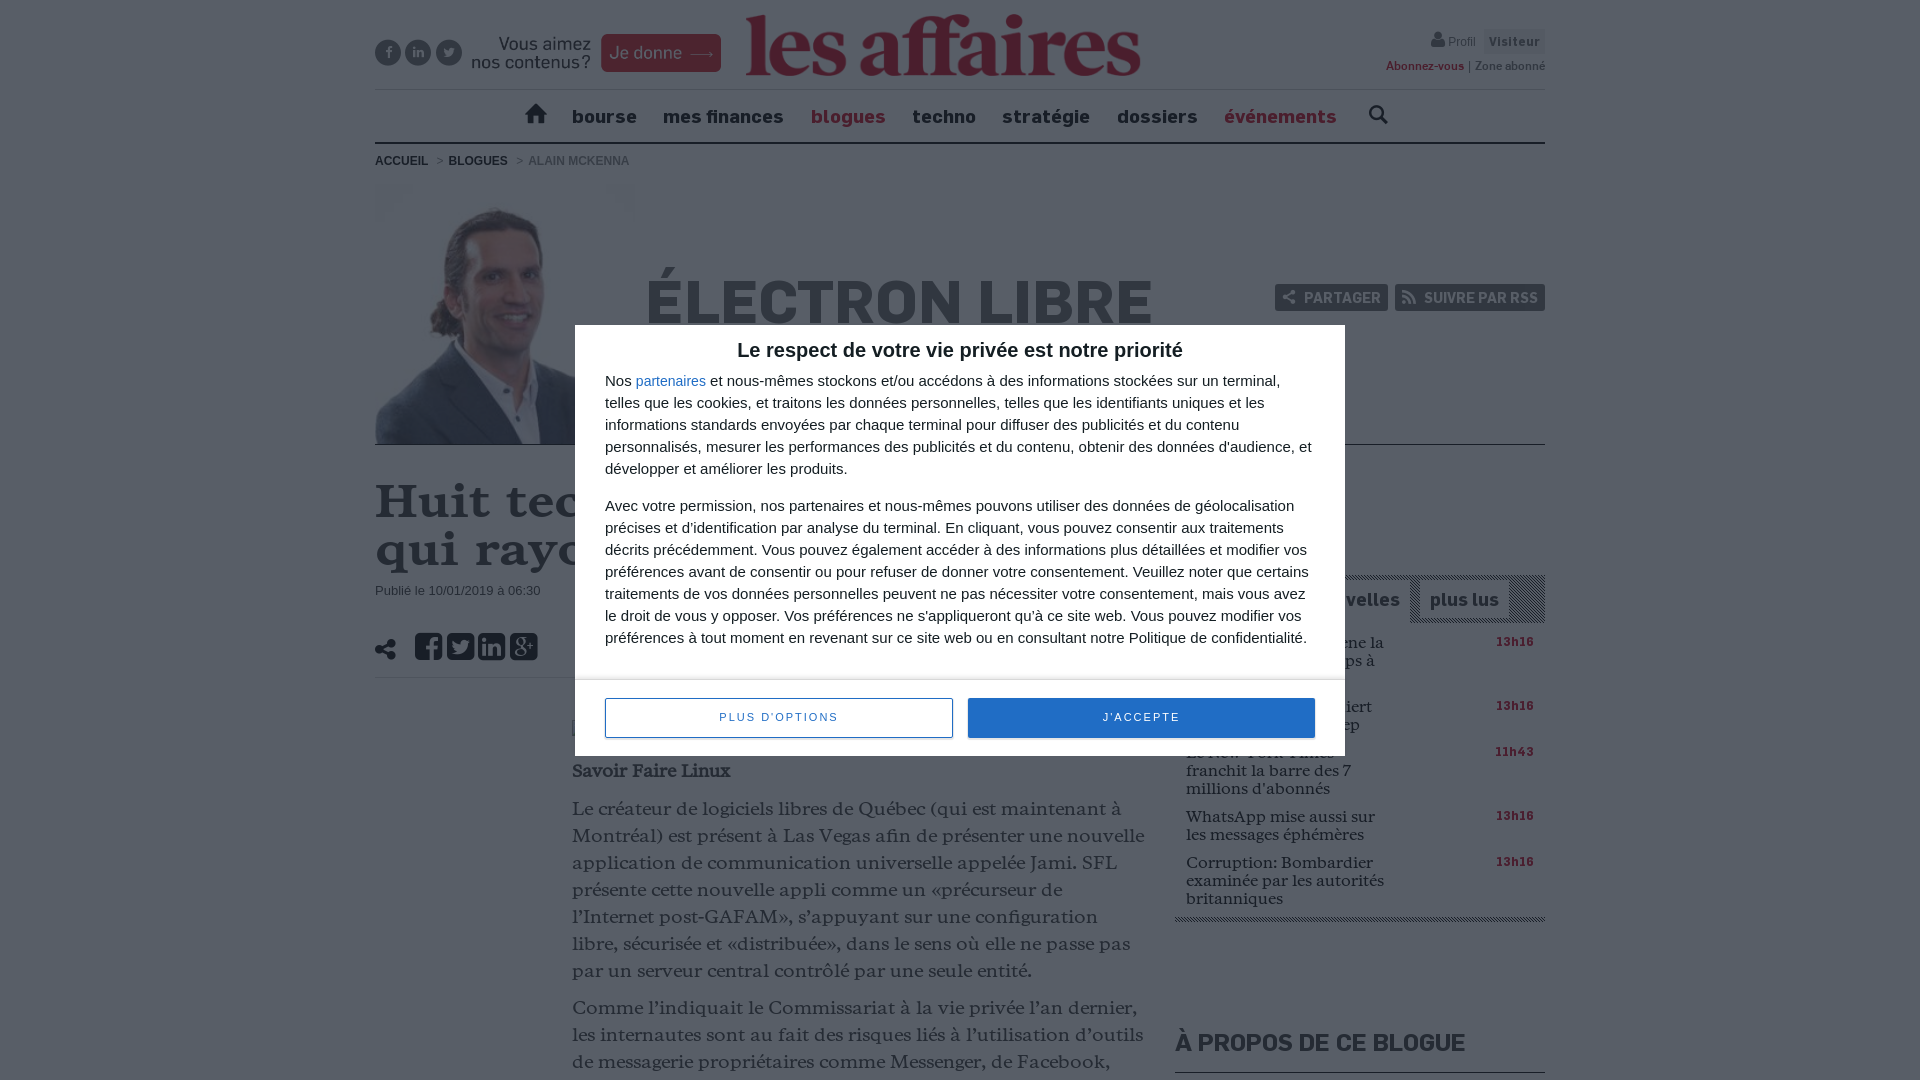 Vous aimez
nos contenus?
Je donne
les affaires
Profil Visiteur
Abonnez-vous | Zone abonné
bourse mes finances blogues techno stratégie dossiers événements
ACCUEIL > BLOGUES > ALAIN MCKENNA
ÉLECTRON LIBRE
PARTAGER SUIVRE PAR RSS
Le respect de votre vie privée est notre priorité
Nos partenaires et nous-mêmes stockons et/ou accédons à des informations stockées sur un terminal,
telles que les cookies, et traitons les données personnelles, telles que les identifiants uniques et les
informations standards envoyées par chaque terminal pour diffuser des publicités et du contenu
personnalisés, mesurer les performances des publicités et du contenu, obtenir des données d'audience, et
développer et améliorer les produits.
Avec votre permission, nos partenaires et nous-mêmes pouvons utiliser des données de géolocalisation
précises et d’identification par analyse du terminal. En cliquant, vous pouvez consentir aux traitements
décrits précédemment. Vous pouvez également accéder à des informations plus détaillées et modifier vos
préférences avant de consentir ou pour refuser de donner votre consentement. Veuillez noter que certains
traitements de vos données personnelles peuvent ne pas nécessiter votre consentement, mais vous avez
le droit de vous y opposer. Vos préférences ne s'appliqueront qu’à ce site web. Vous pouvez modifier vos
préférences à tout moment en revenant sur ce site web ou en consultant notre Politique de confidentialité.
PLUS D'OPTIONS J'ACCEPTE
Huit tec
qui rayo
Publié le 10/01/2019 à 06:30
Savoir Faire Linux
Le créateur de logiciels libres de Québec (qui est maintenant à
Montréal) est présent à Las Vegas afin de présenter une nouvelle
application de communication universelle appelée Jami. SFL
présente cette nouvelle appli comme un «précurseur de
l’Internet post-GAFAM», s’appuyant sur une configuration
libre, sécurisée et «distribuée», dans le sens où elle ne passe pas
par un serveur central contrôlé par une seule entité.
Comme l’indiquait le Commissariat à la vie privée l’an dernier,
les internautes sont au fait des risques liés à l’utilisation d’outils
de messagerie propriétaires comme Messenger, de Facebook,
velles plus lus
ne la 13h16
ps à
iert 13h16
ep
11h43
franchit la barre des 7
millions d'abonnés
WhatsApp mise aussi sur 13h16
les messages éphémères
Corruption: Bombardier 13h16
examinée par les autorités
britanniques
À PROPOS DE CE BLOGUE